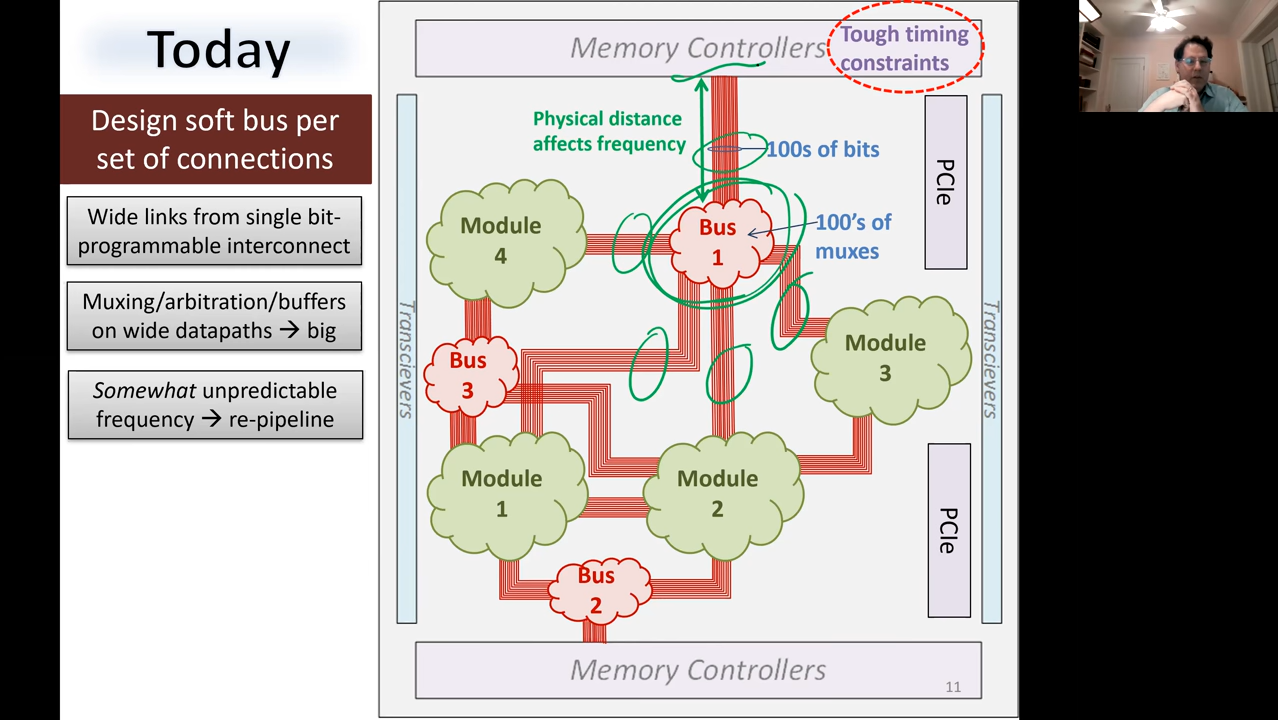 Today
Design soft bus per
set of connections
Wide links from single bit-
programmable interconnect
Muxing/arbitration/buffers
on wide datapaths → big
Somewhat unpredictable
frequency → re-pipeline
Memory Controllers
Tough timing
constraints
Physical distance
affects frequency
100s of bits
PCIe
Module
4
Bus
1
100's of
muxes
Transcievers
Transcievers
Module
3
Bus
3
Module
1
Module
2
PCIe
Bus
2
Memory Controllers
11